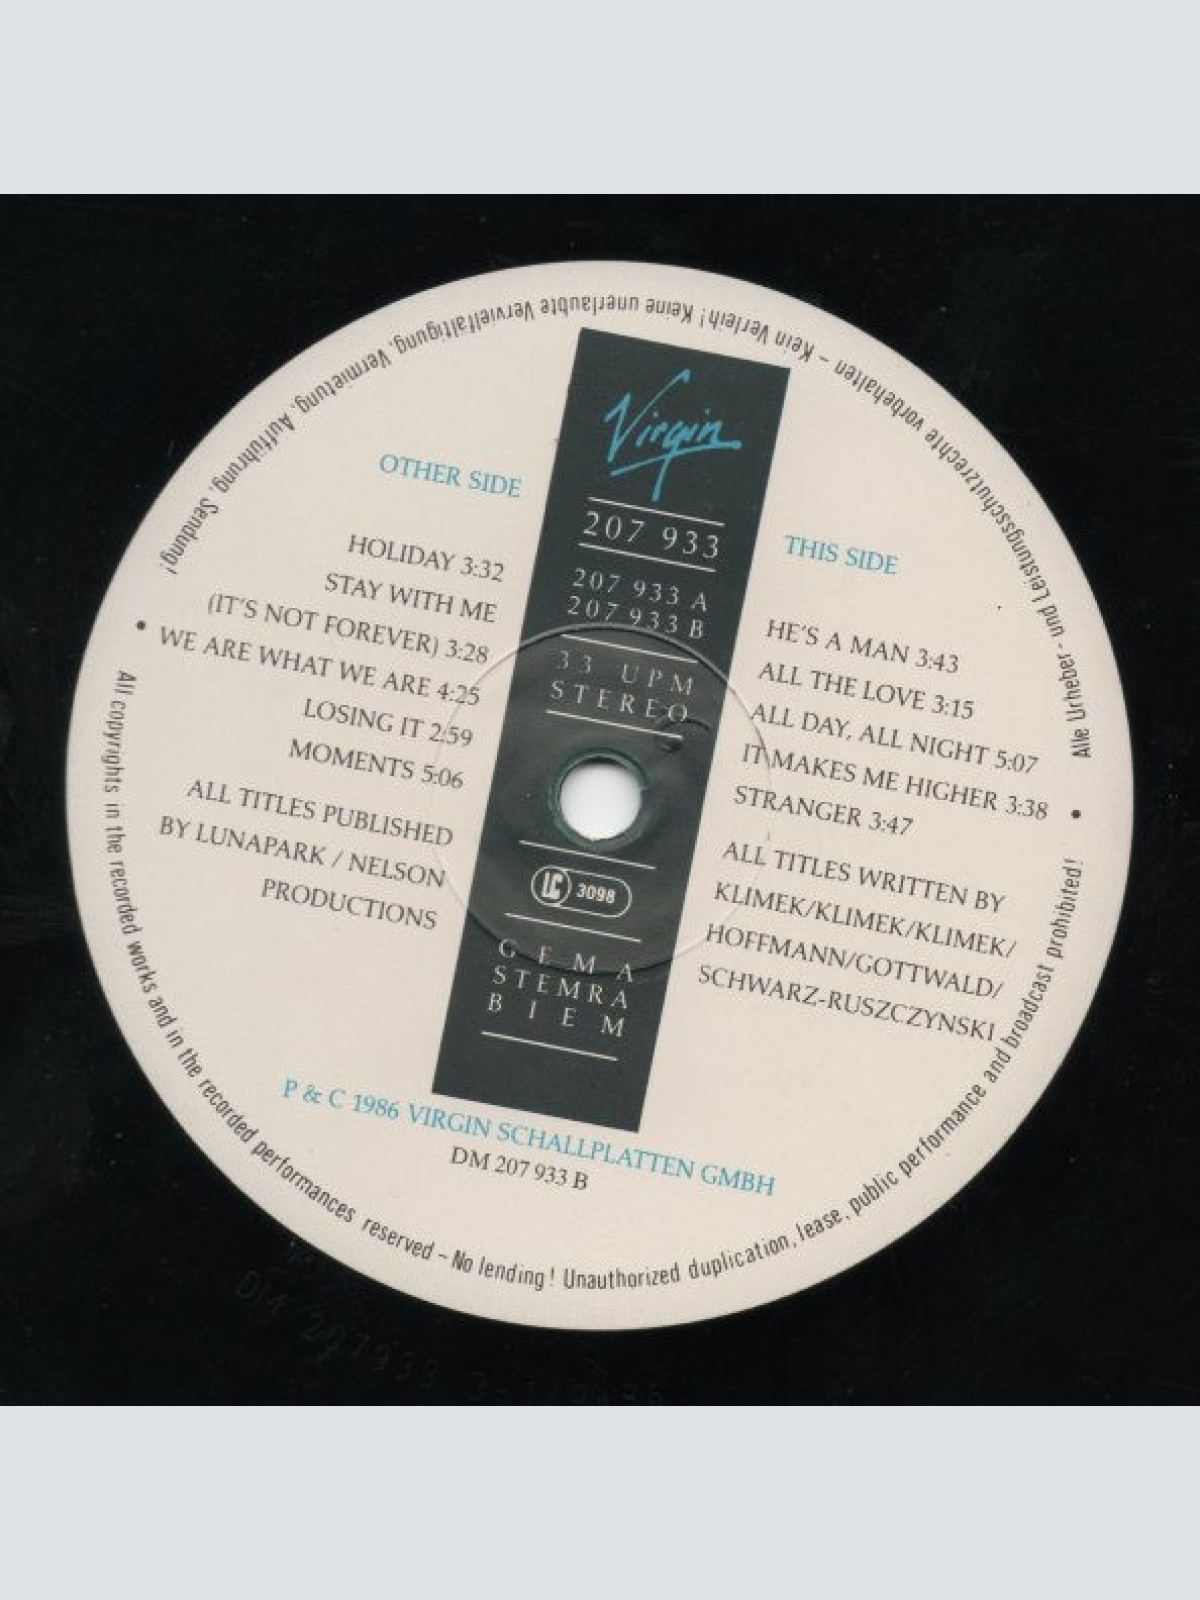 Alle Urheber- und Leistungsschutzrechte vorbehalten – Kein Verleih! Keine unerlaubte Vervielfältigung, Vermietung, Aufführung, Sendung!
Virgin
207 933
207 933 A
207 933 B
33 UPM
STEREO
LC 3098
GEMA
STEMRA
BIEM
OTHER SIDE
HOLIDAY 3:32
STAY WITH ME
(IT'S NOT FOREVER) 3:28
WE ARE WHAT WE ARE 4:25
LOSING IT 2:59
MOMENTS 5:06
ALL TITLES PUBLISHED
BY LUNAPARK / NELSON
PRODUCTIONS
THIS SIDE
HE'S A MAN 3:43
ALL THE LOVE 3:15
ALL DAY, ALL NIGHT 5:07
IT MAKES ME HIGHER 3:38
STRANGER 3:47
ALL TITLES WRITTEN BY
KLIMEK/KLIMEK/KLIMEK/
HOFFMANN/GOTTWALD/
SCHWARZ-RUSZCZYNSKI
P & C 1986 VIRGIN SCHALLPLATTEN GMBH
DM 207 933 B
All copyrights in the recorded works and in the recorded performances reserved – No lending! Unauthorized duplication, lease, public performance and broadcast prohibited!